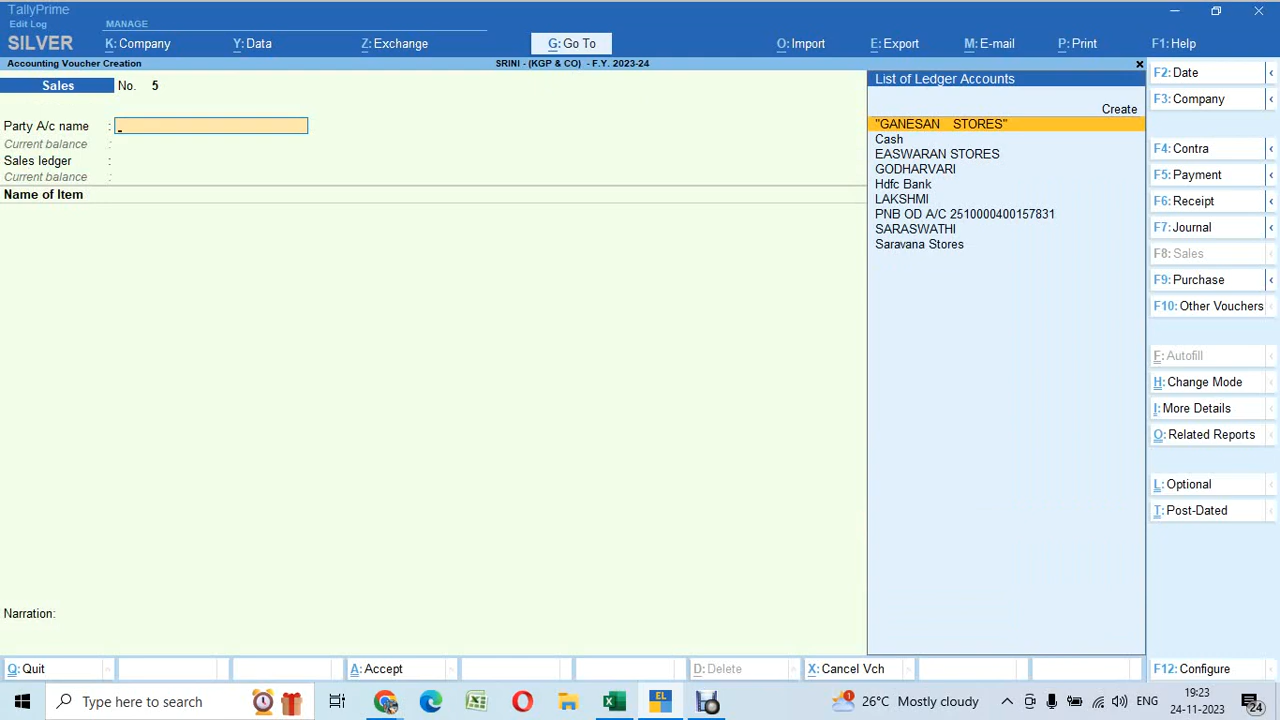 TallyPrime
Edit Log
MANAGE
SILVER
K: Company
Y: Data
Z: Exchange
G: Go To
O: Import
E: Export
M: E-mail
P: Print
F1: Help
Accounting Voucher Creation
SRINI - (KGP & CO) - F.Y. 2023-24
Sales No. 5
Party A/c name :
Current balance :
Sales ledger :
Current balance :
Name of Item
Narration:
List of Ledger Accounts
Create
"GANESAN STORES"
Cash
EASWARAN STORES
GODHARVARI
Hdfc Bank
LAKSHMI
PNB OD A/C 2510000400157831
SARASWATHI
Saravana Stores
F2: Date
F3: Company
F4: Contra
F5: Payment
F6: Receipt
F7: Journal
F8: Sales
F9: Purchase
F10: Other Vouchers
F: Autofill
H: Change Mode
I: More Details
O: Related Reports
L: Optional
T: Post-Dated
Q: Quit
A: Accept
D: Delete
X: Cancel Vch
F12: Configure
Type here to search
EL
1
26°C Mostly cloudy
ENG
19:23
24-11-2023
24